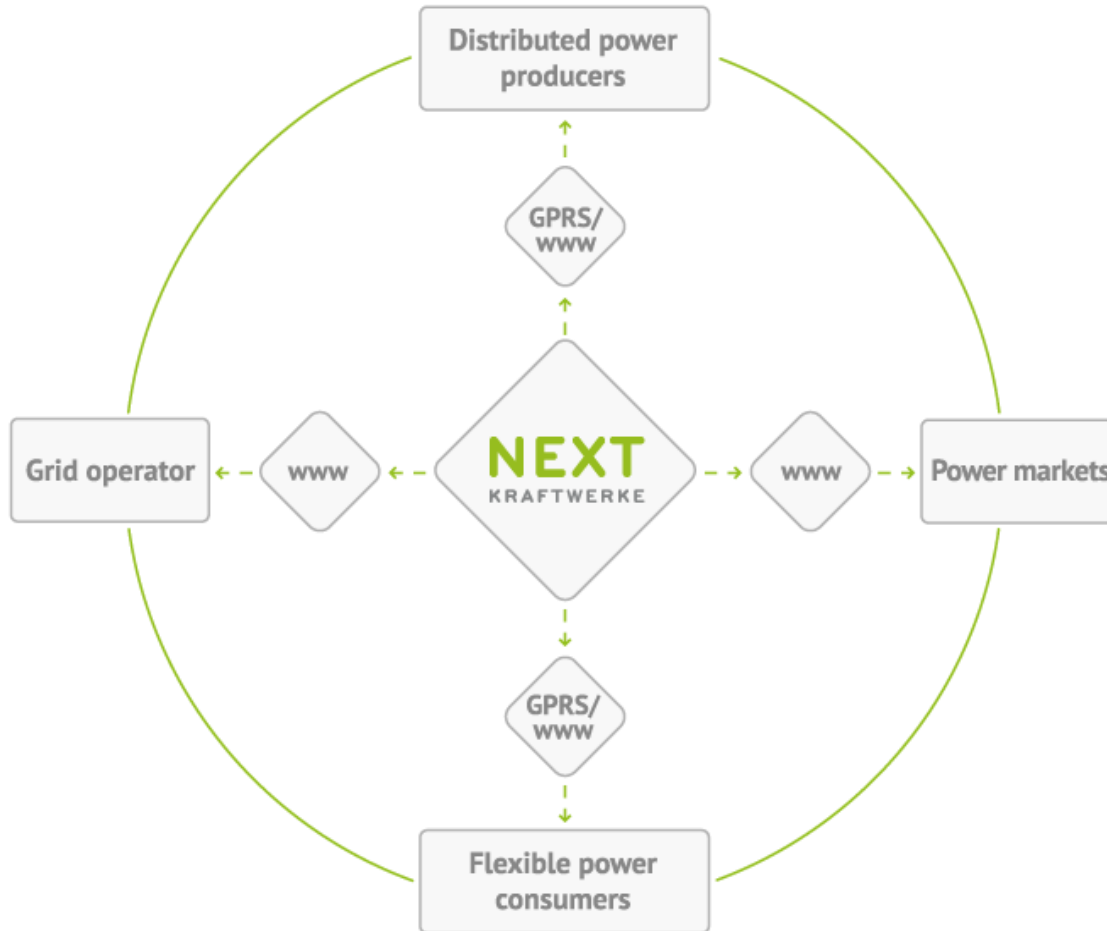 Distributed power
producers
GPRS/
www
Grid operator
www
NEXT
KRAFTWERKE
www
Power markets
GPRS/
www
Flexible power
consumers